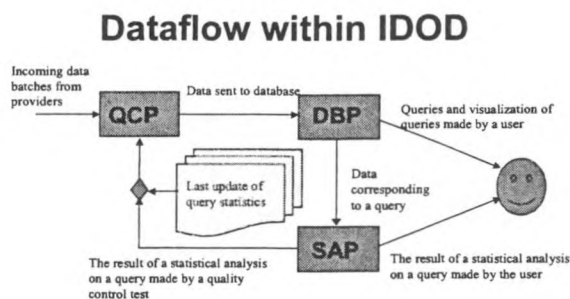 Dataflow within IDOD
Incoming data
batches from
providers
QCP
Data sent to database
DBP
Queries and visualization of
queries made by a user
Last update of
query statistics
Data
corresponding
to a query
SAP
The result of a statistical analysis
on a query made by a quality
control test
The result of a statistical analysis
on a query made by the user